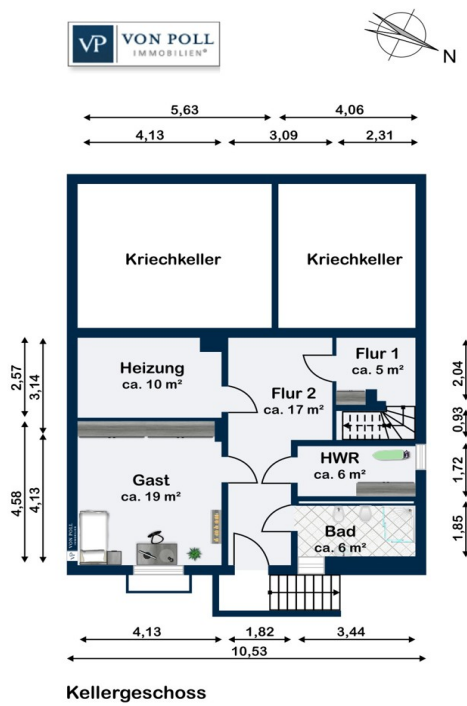 VP VON POLL
IMMOBILIEN®
N
5,63 4,06
4,13 3,09 2,31
Kriechkeller Kriechkeller
Heizung
ca. 10 m²
Flur 1
ca. 5 m²
Flur 2
ca. 17 m²
HWR
ca. 6 m²
Gast
ca. 19 m²
Bad
ca. 6 m²
2,57
3,14
4,58
4,13
2,04
0,93
1,72
1,85
VP VON POLL
4,13 1,82 3,44
10,53
Kellergeschoss